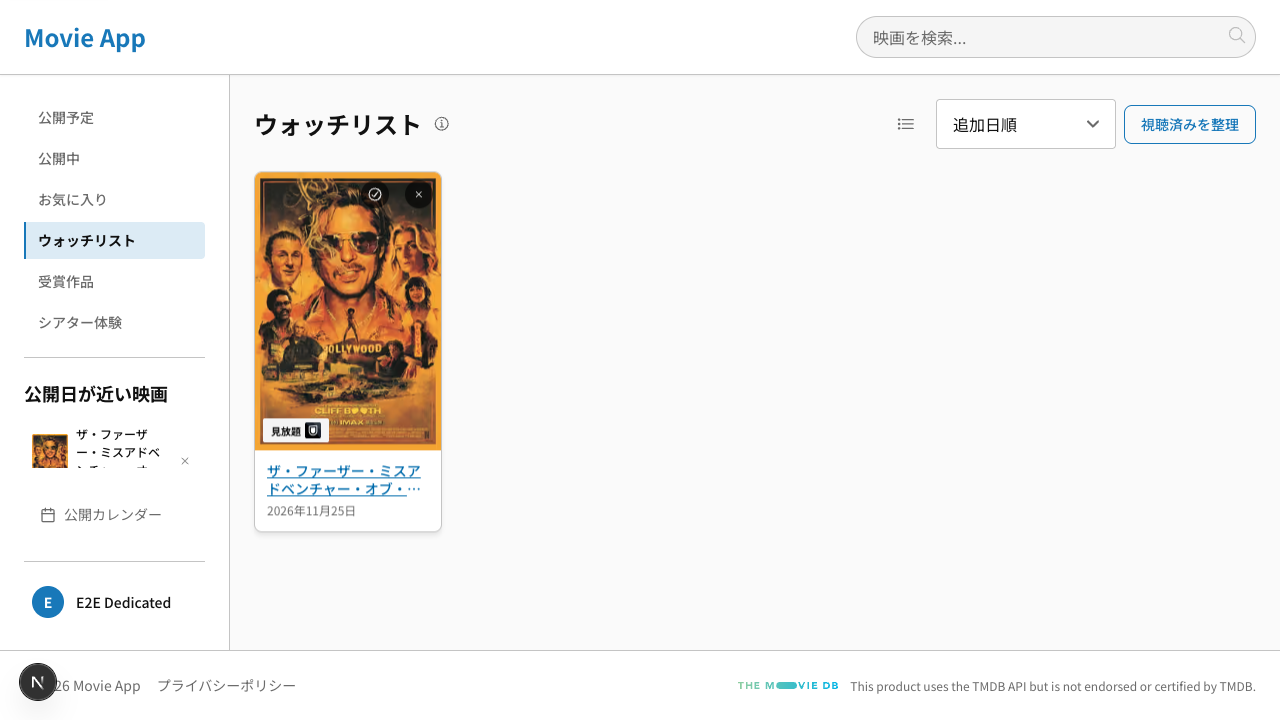 Movie App
映画を検索...
公開予定
公開中
お気に入り
ウォッチリスト
受賞作品
シアター体験
公開日が近い映画
ザ・ファーザ
ー・ミスアドベ
公開カレンダー
E E2E Dedicated
ウォッチリスト
追加日順
視聴済みを整理
HOLLYWOOD
CLIFF BOOTH
IMAX
見放題
ザ・ファーザー・ミスア
ドベンチャー・オブ・…
2026年11月25日
N
26 Movie App
プライバシーポリシー
THE MOVIE DB
This product uses the TMDB API but is not endorsed or certified by TMDB.